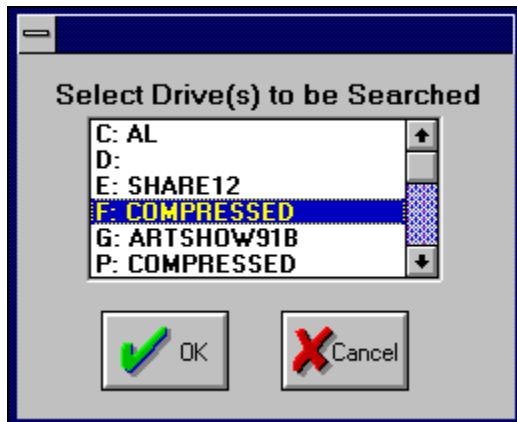 Select Drive(s) to be Searched
C: AL
D:
E: SHARE12
F: COMPRESSED
G: ARTSHOW91B
P: COMPRESSED
OK
Cancel